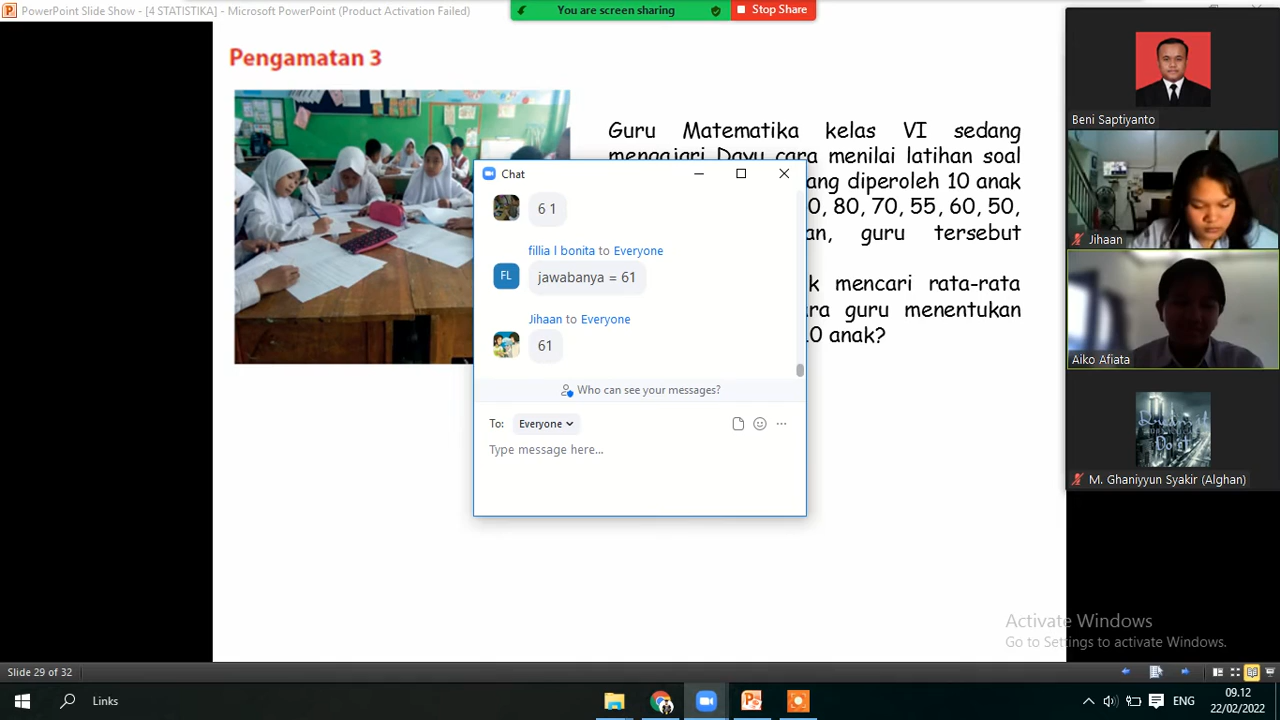 PowerPoint Slide Show - [4 STATISTIKA] - Microsoft PowerPoint (Product Activation Failed)
You are screen sharing
Stop Share
Pengamatan 3
Guru Matematika kelas VI sedang
mengajari Dayu cara menilai latihan soal
ang diperoleh 10 anak
0, 80, 70, 55, 60, 50,
an, guru tersebut
k mencari rata-rata
ara guru menentukan
10 anak?
Chat
6 1
fillia l bonita to Everyone
FL
jawabanya = 61
Jihaan to Everyone
61
Who can see your messages?
To: Everyone
Type message here...
Beni Saptiyanto
Jihaan
Aiko Afiata
M. Ghaniyyun Syakir (Alghan)
Activate Windows
Go to Settings to activate Windows.
Slide 29 of 32
Links
ENG
09.12
22/02/2022